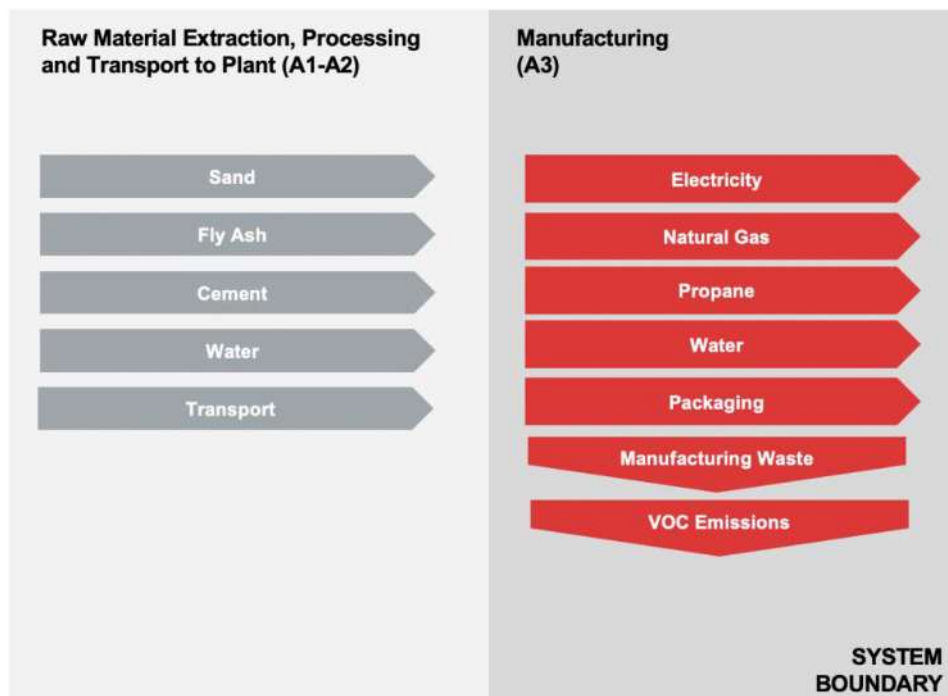 Raw Material Extraction, Processing
and Transport to Plant (A1-A2)
Sand
Fly Ash
Cement
Water
Transport
Manufacturing
(A3)
Electricity
Natural Gas
Propane
Water
Packaging
Manufacturing Waste
VOC Emissions
SYSTEM
BOUNDARY